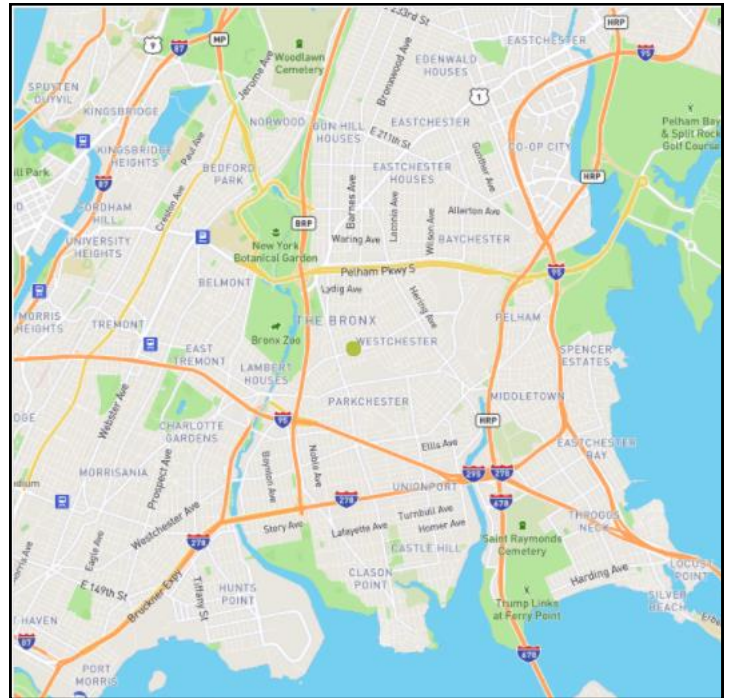 E 233rd St
HRP
EASTCHESTER
9
87
MP
Woodlawn
Cemetery
Bronxwood Ave
EDENWALD
HOUSES
95
SPUYTEN
DUYVIL
Jerome Ave
1
KINGSBRIDGE
NORWOOD
GUN HILL
HOUSES
EASTCHESTER
E 211th St
Pelham Bay
& Split Rock
Golf Course
Paul Ave
KINGSBRIDGE
HEIGHTS
Gunther Ave
CO-OP CITY
ill Park
BEDFORD
PARK
EASTCHESTER
HOUSES
HRP
87
Creston Ave
Barnes Ave
Laconia Ave
Wilson Ave
Allerton Ave
FORDHAM
HILL
BRP
UNIVERSITY
HEIGHTS
New York
Botanical Garden
Waring Ave
BAYCHESTER
Pelham Pkwy S
95
BELMONT
Lydig Ave
Hering Ave
MORRIS
HEIGHTS
TREMONT
THE BRONX
PELHAM
Bronx Zoo
WESTCHESTER
EAST
TREMONT
SPENCER
ESTATES
LAMBERT
HOUSES
Webster Ave
PARKCHESTER
MIDDLETOWN
DGE
CHARLOTTE
GARDENS
95
HRP
Ellis Ave
EASTCHESTER
BAY
MORRISANIA
Prospect Ave
Boynton Ave
Noble Ave
295
278
dium
278
UNIONPORT
678
Westchester Ave
Story Ave
Lafayette Ave
Turnbull Ave
Homer Ave
THROGGS
NECK
278
Saint Raymonds
Cemetery
CASTLE HILL
Eagle Ave
LOCUST
POINT
E 149th St
Bruckner Expy
Tiffany St
HUNTS
POINT
CLASON
POINT
Harding Ave
Trump Links
at Ferry Point
SILVER
BEACH
T HAVEN
87
678
PORT
MORRIS